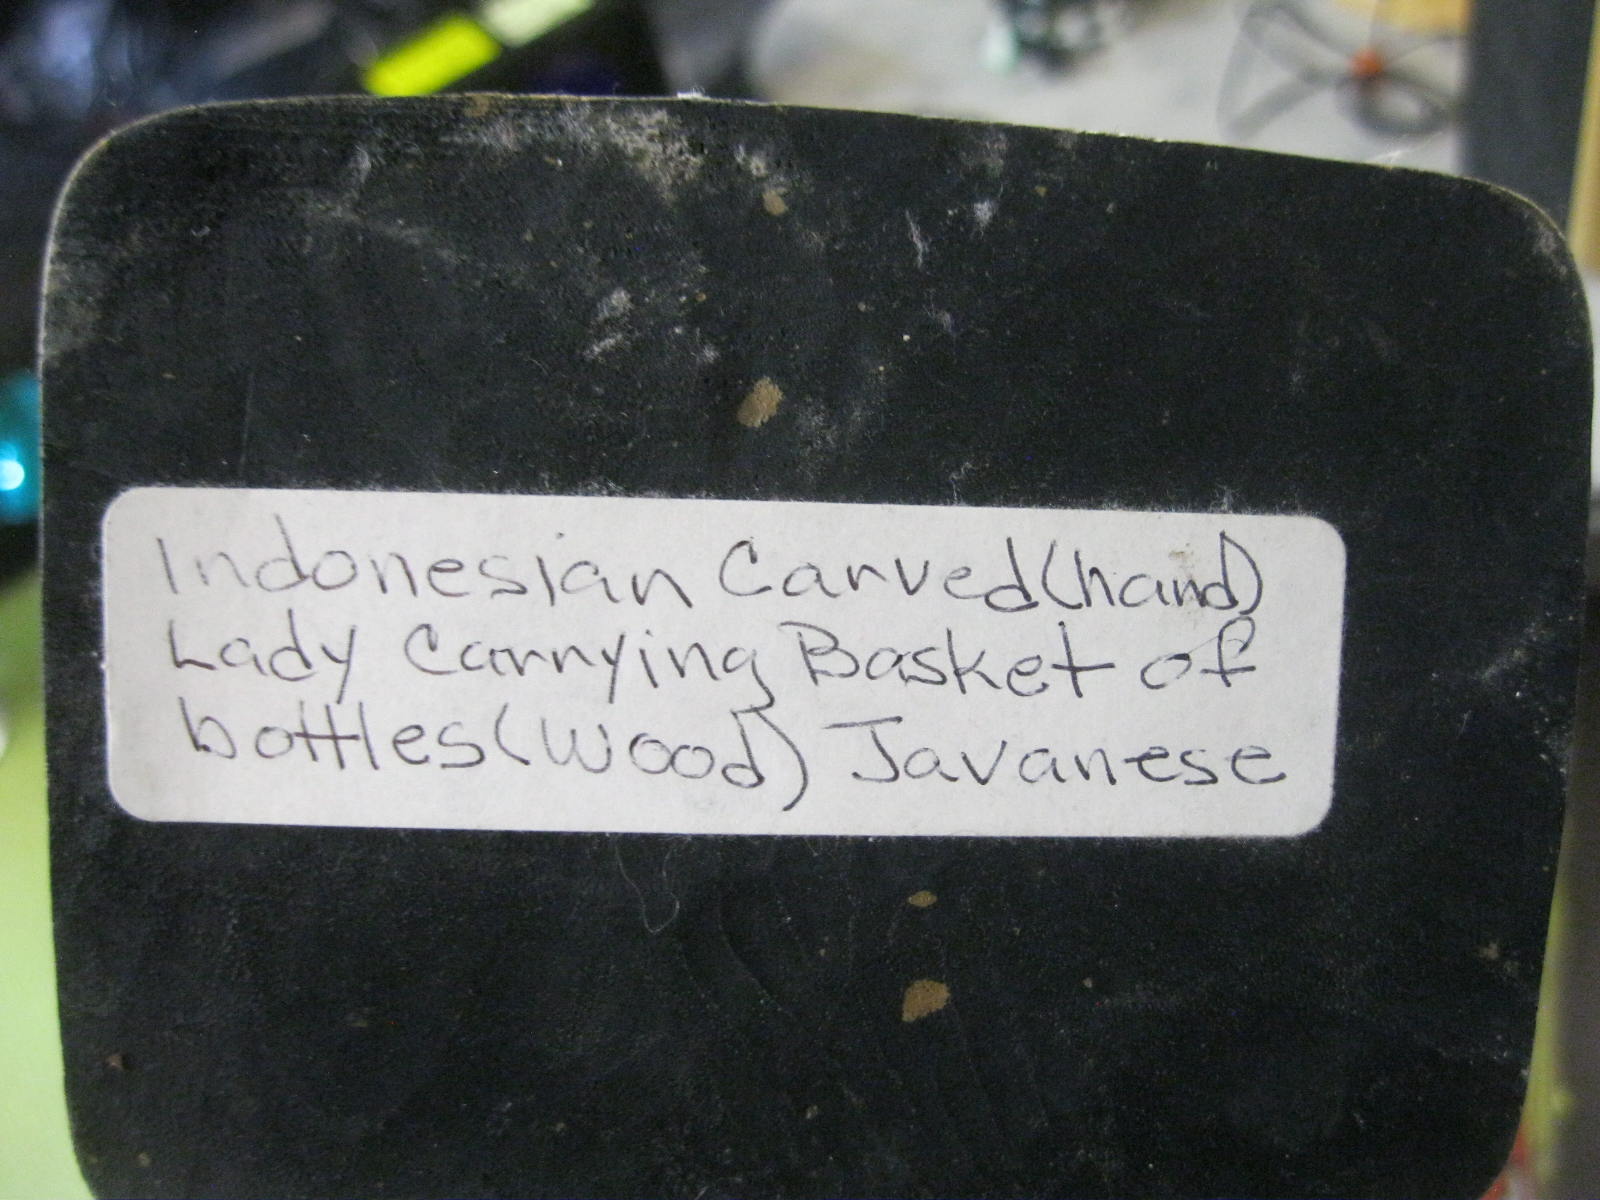 Indonesian Carved(hand)
Lady Carrying Basket of
bottles(Wood) Javanese